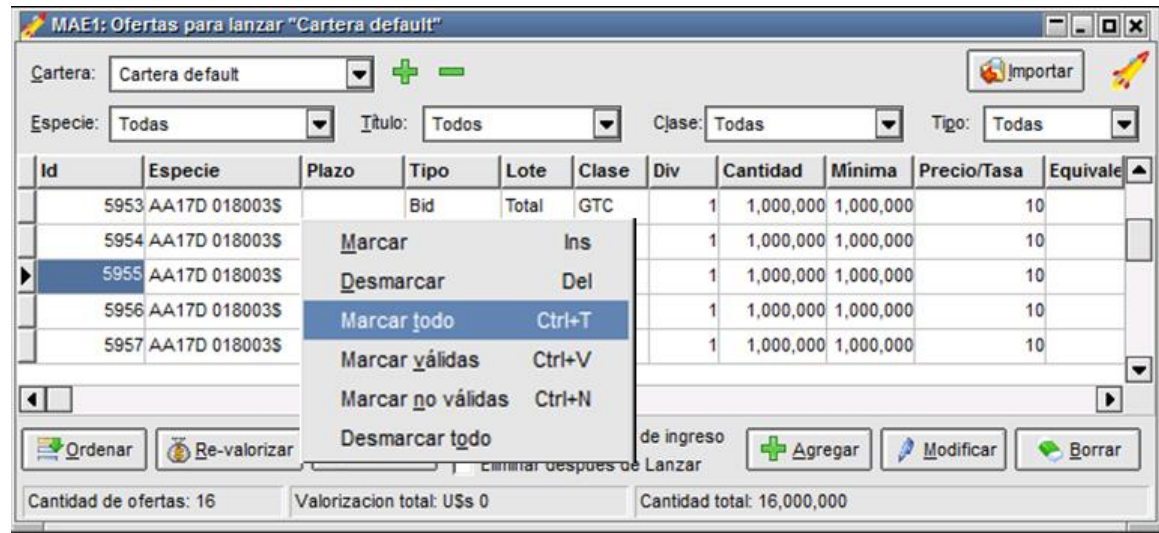 MAE1: Ofertas para lanzar "Cartera default"
Cartera: Cartera default Importar
Especie: Todas Título: Todos Clase: Todas Tipo: Todas
Id Especie Plazo Tipo Lote Clase Div Cantidad Mínima Precio/Tasa Equivale
5953 AA17D 018003$ Bid Total GTC 1 1,000,000 1,000,000 10
5954 AA17D 018003$ 1 1,000,000 1,000,000 10
5955 AA17D 018003$ 1 1,000,000 1,000,000 10
5956 AA17D 018003$ 1 1,000,000 1,000,000 10
5957 AA17D 018003$ 1 1,000,000 1,000,000 10
Marcar Ins
Desmarcar Del
Marcar todo Ctrl+T
Marcar válidas Ctrl+V
Marcar no válidas Ctrl+N
Desmarcar todo
Ordenar Re-valorizar de ingreso Agregar Modificar Borrar
Eliminar después de Lanzar
Cantidad de ofertas: 16 Valorizacion total: U$s 0 Cantidad total: 16,000,000